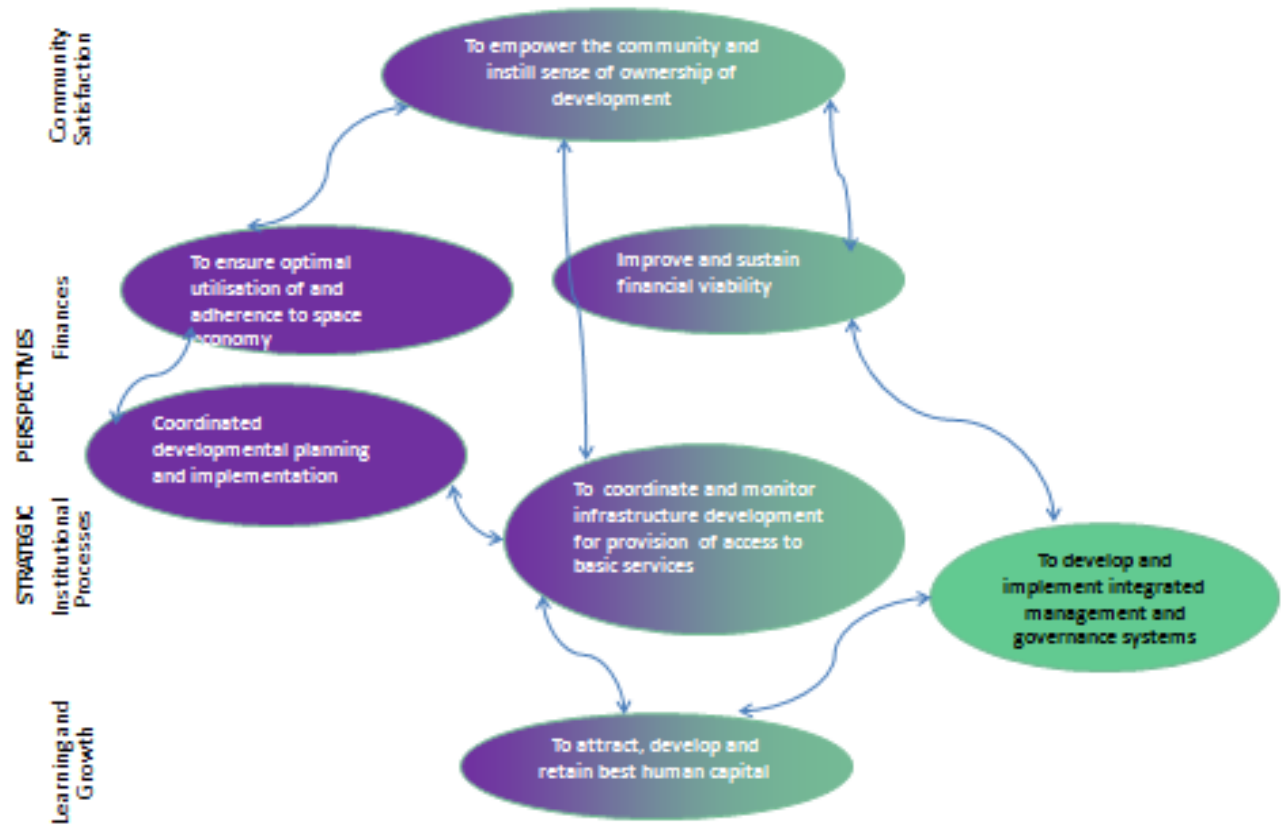 Community
Satisfaction
To empower the community and
instill sense of ownership of
development
STRATEGIC PERSPECTIVES
Finances
To ensure optimal
utilisation of and
adherence to space
economy
Improve and sustain
financial viability
Institutional
Processes
Coordinated
developmental planning
and implementation
To coordinate and monitor
infrastructure development
for provision of access to
basic services
To develop and
implement integrated
management and
governance systems
Learning and
Growth
To attract, develop and
retain best human capital